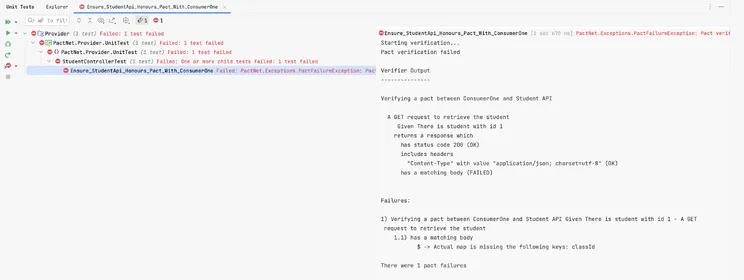 Unit Tests Explorer Ensure_StudentApi_Honours_Pact_With_ConsumerOne
to fil
1 1
Provider (1 test) Failed: 1 test failed
PactNet.Provider.UnitTest (1 test) Failed: 1 test failed
PactNet.Provider.UnitTest (1 test) Failed: 1 test failed
StudentControllerTest (1 test) Failed: One or more child tests failed: 1 test failed
Ensure_StudentApi_Honours_Pact_With_ConsumerOne Failed: PactNet.Exceptions.PactFailureException: Pact
Ensure_StudentApi_Honours_Pact_With_ConsumerOne [1 sec 670 ms] PactNet.Exceptions.PactFailureException: Pact verif
Starting verification...
Pact verification failed
Verifier Output
---------------
Verifying a pact between ConsumerOne and Student API
A GET request to retrieve the student
Given There is student with id 1
returns a response which
has status code 200 (OK)
includes headers
"Content-Type" with value "application/json; charset=utf-8" (OK)
has a matching body (FAILED)
Failures:
1) Verifying a pact between ConsumerOne and Student API Given There is student with id 1 - A GET
request to retrieve the student
1.1) has a matching body
$ -> Actual map is missing the following keys: classId
There were 1 pact failures